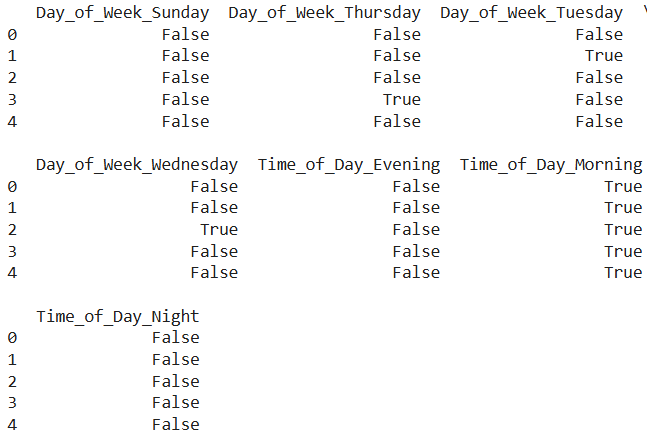 Day_of_Week_Sunday  Day_of_Week_Thursday  Day_of_Week_Tuesday  \
0               False                 False                False
1               False                 False                 True
2               False                 False                False
3               False                  True                False
4               False                 False                False
Day_of_Week_Wednesday  Time_of_Day_Evening  Time_of_Day_Morning
0                  False                False                 True
1                  False                False                 True
2                   True                False                 True
3                  False                False                 True
4                  False                False                 True
Time_of_Day_Night
0              False
1              False
2              False
3              False
4              False